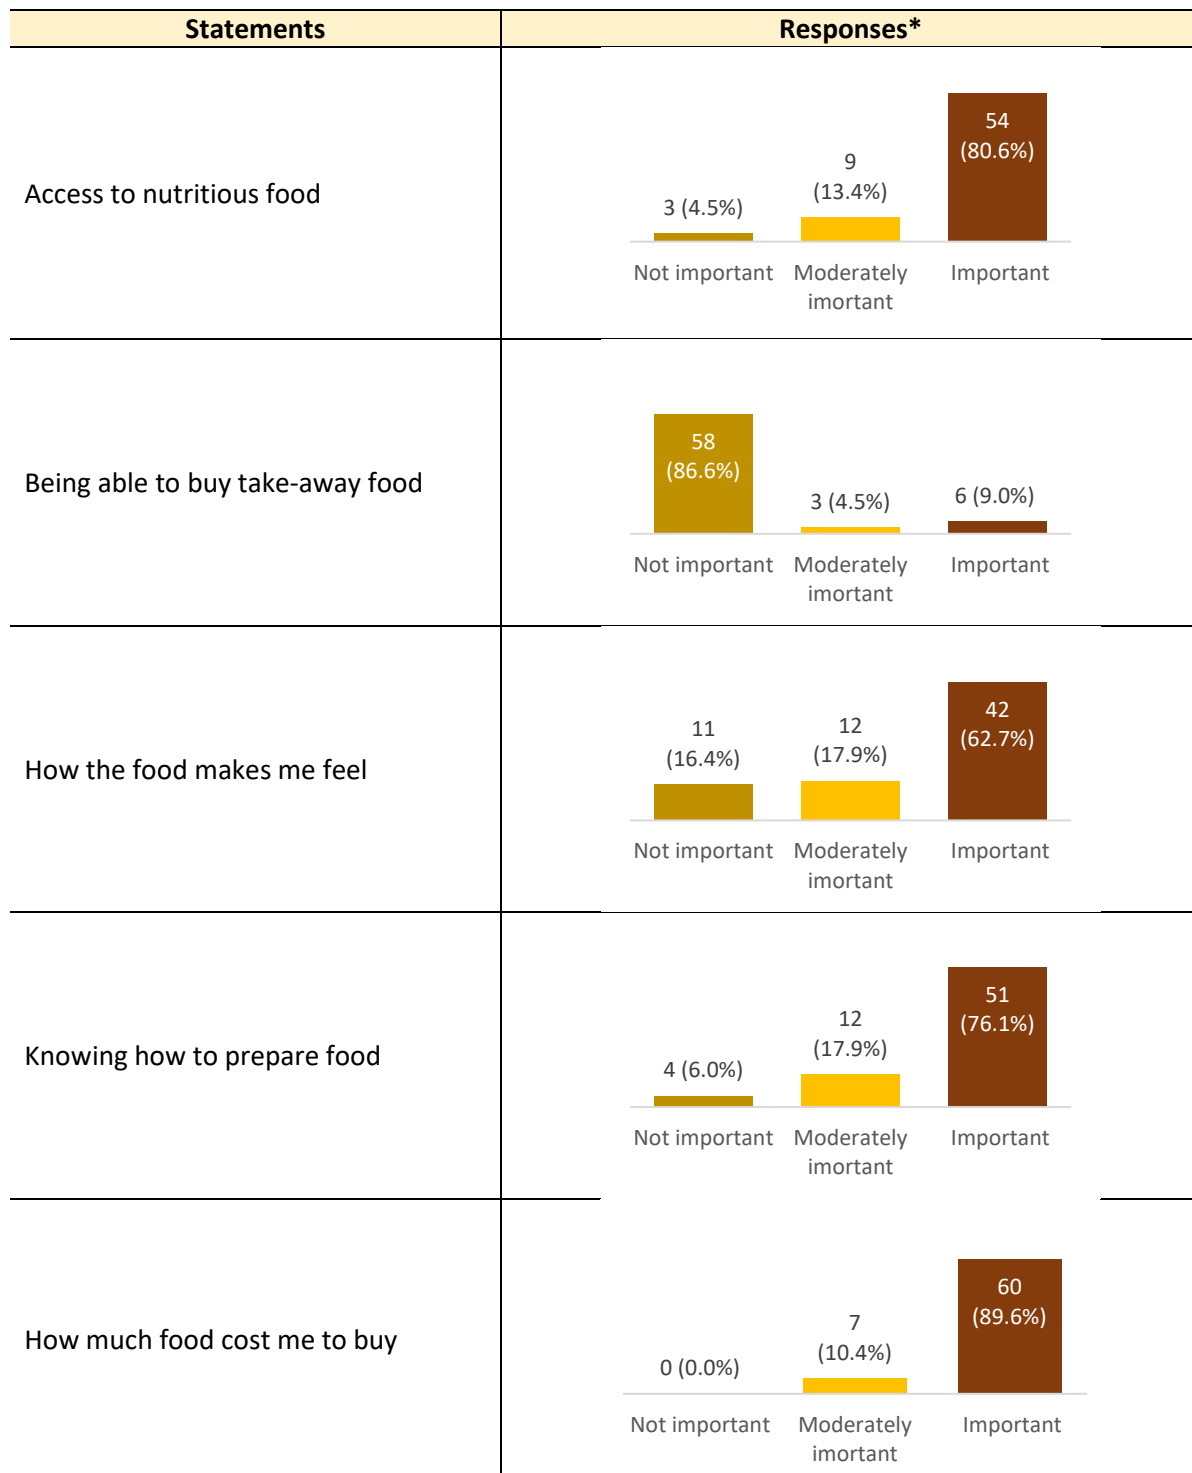 Statements
Responses*
Access to nutritious food
54
(80.6%)
9
(13.4%)
3 (4.5%)
Not important
Moderately
imortant
Important
Being able to buy take-away food
58
(86.6%)
3 (4.5%)
6 (9.0%)
Not important
Moderately
imortant
Important
How the food makes me feel
11
(16.4%)
12
(17.9%)
42
(62.7%)
Not important
Moderately
imortant
Important
Knowing how to prepare food
4 (6.0%)
12
(17.9%)
51
(76.1%)
Not important
Moderately
imortant
Important
How much food cost me to buy
0 (0.0%)
7
(10.4%)
60
(89.6%)
Not important
Moderately
imortant
Important